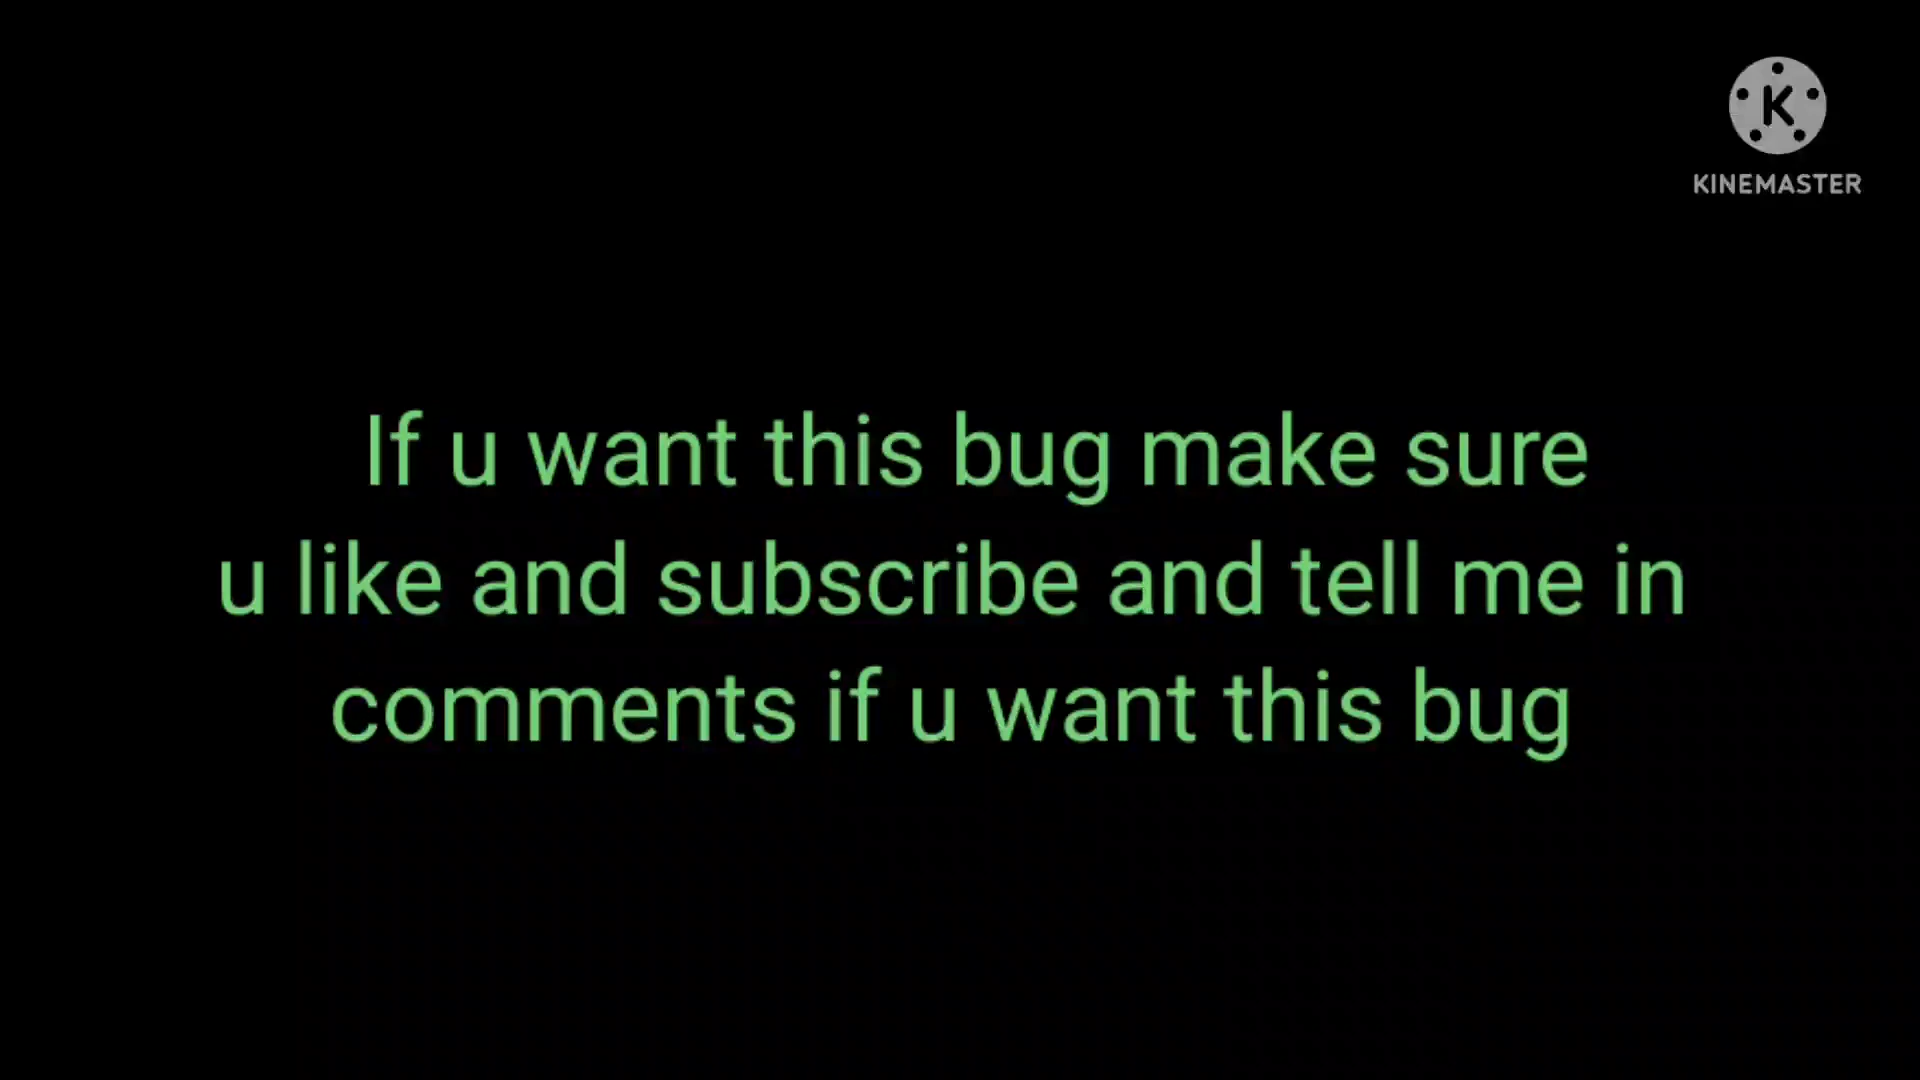 K
KINEMASTER
If u want this bug make sure
u like and subscribe and tell me in
comments if u want this bug